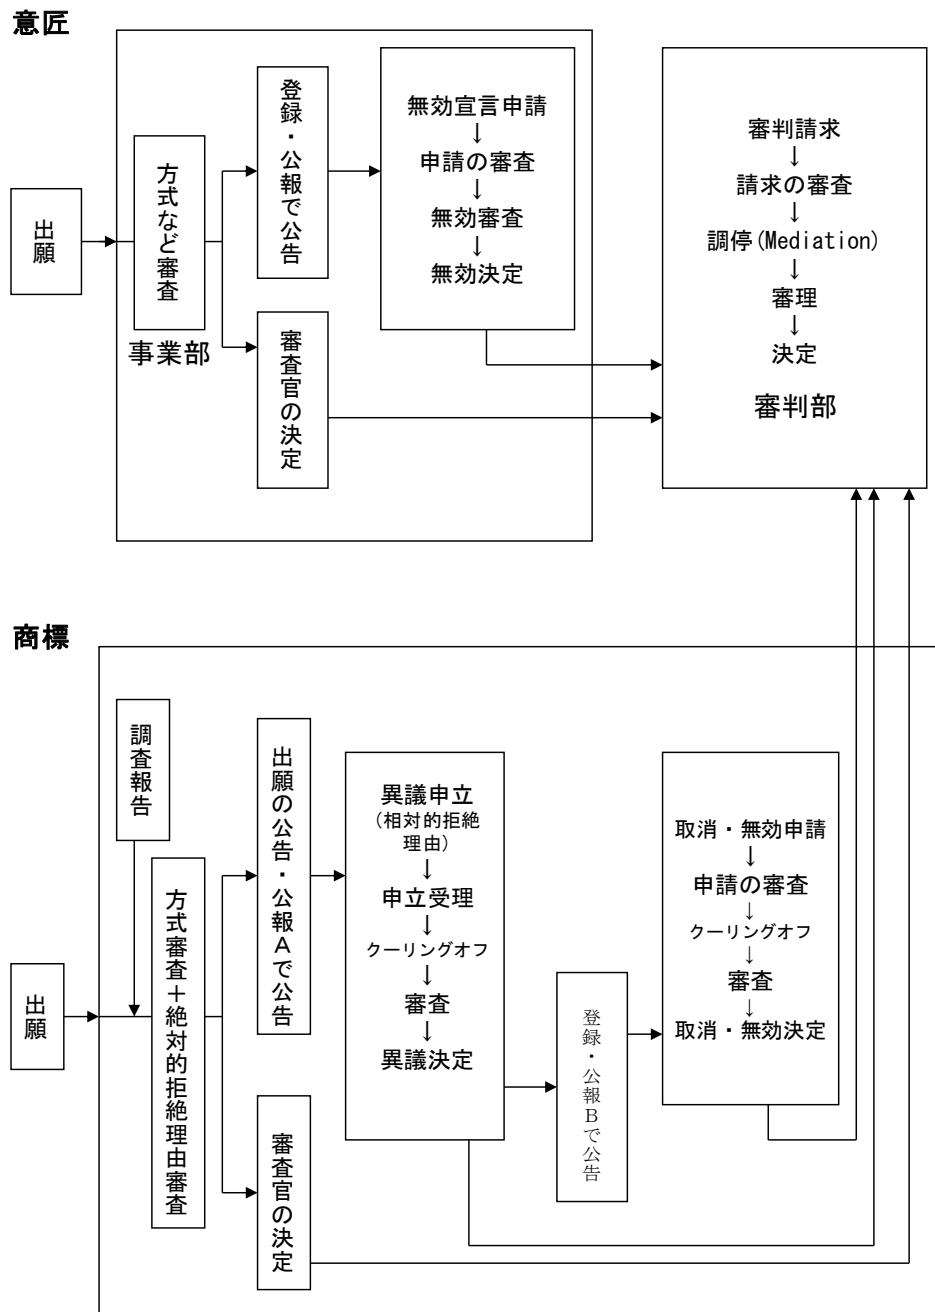 意匠
出願
方式など審査
事業部
登録・公報で公告
審査官の決定
無効宣言申請
↓
申請の審査
↓
無効審査
↓
無効決定
審判請求
↓
請求の審査
↓
調停(Mediation)
↓
審理
↓
決定
審判部
商標
出願
調査報告
方式審査＋絶対的拒絶理由審査
出願の公告・公報Aで公告
審査官の決定
異議申立
(相対的拒絶
理由)
↓
申立受理
↓
クーリングオフ
↓
審査
↓
異議決定
登録・公報Bで公告
取消・無効申請
↓
申請の審査
↓
クーリングオフ
↓
審査
↓
取消・無効決定